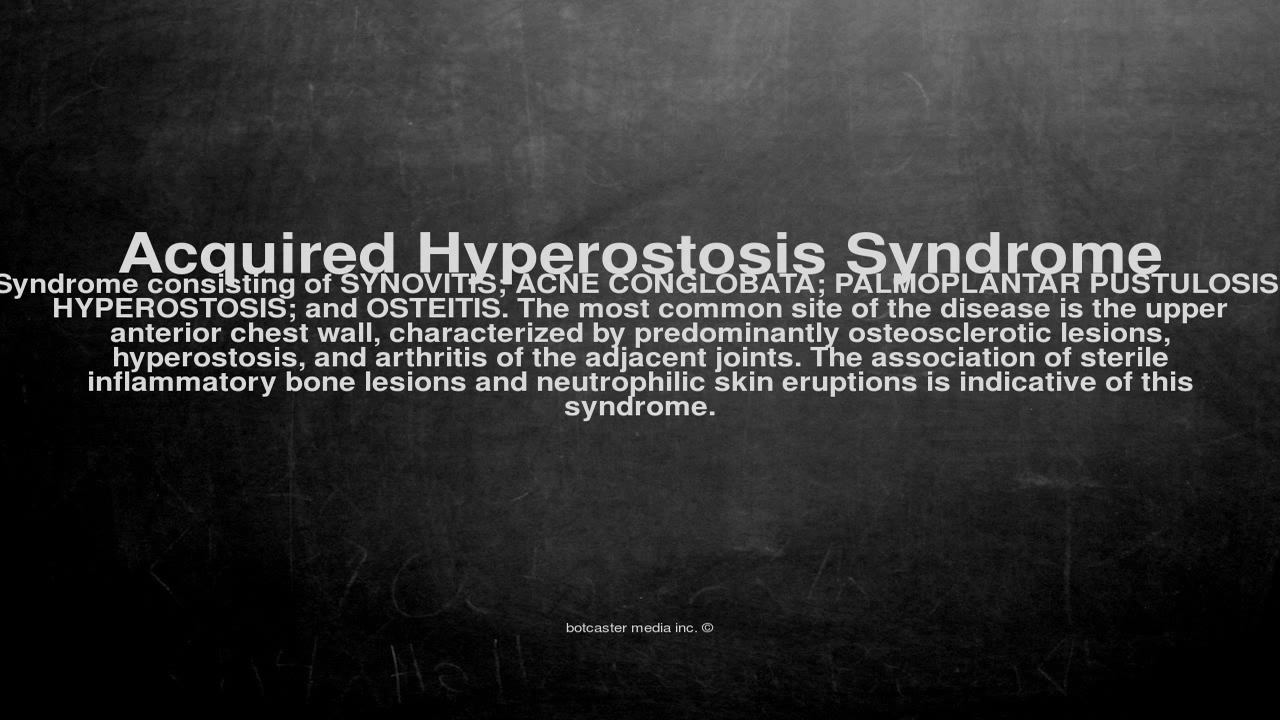 Acquired Hyperostosis Syndrome
Syndrome consisting of SYNOVITIS; ACNE CONGLOBATA; PALMOPLANTAR PUSTULOSIS
HYPEROSTOSIS; and OSTEITIS. The most common site of the disease is the upper
anterior chest wall, characterized by predominantly osteosclerotic lesions,
hyperostosis, and arthritis of the adjacent joints. The association of sterile
inflammatory bone lesions and neutrophilic skin eruptions is indicative of this
syndrome.
botcaster media inc. ©